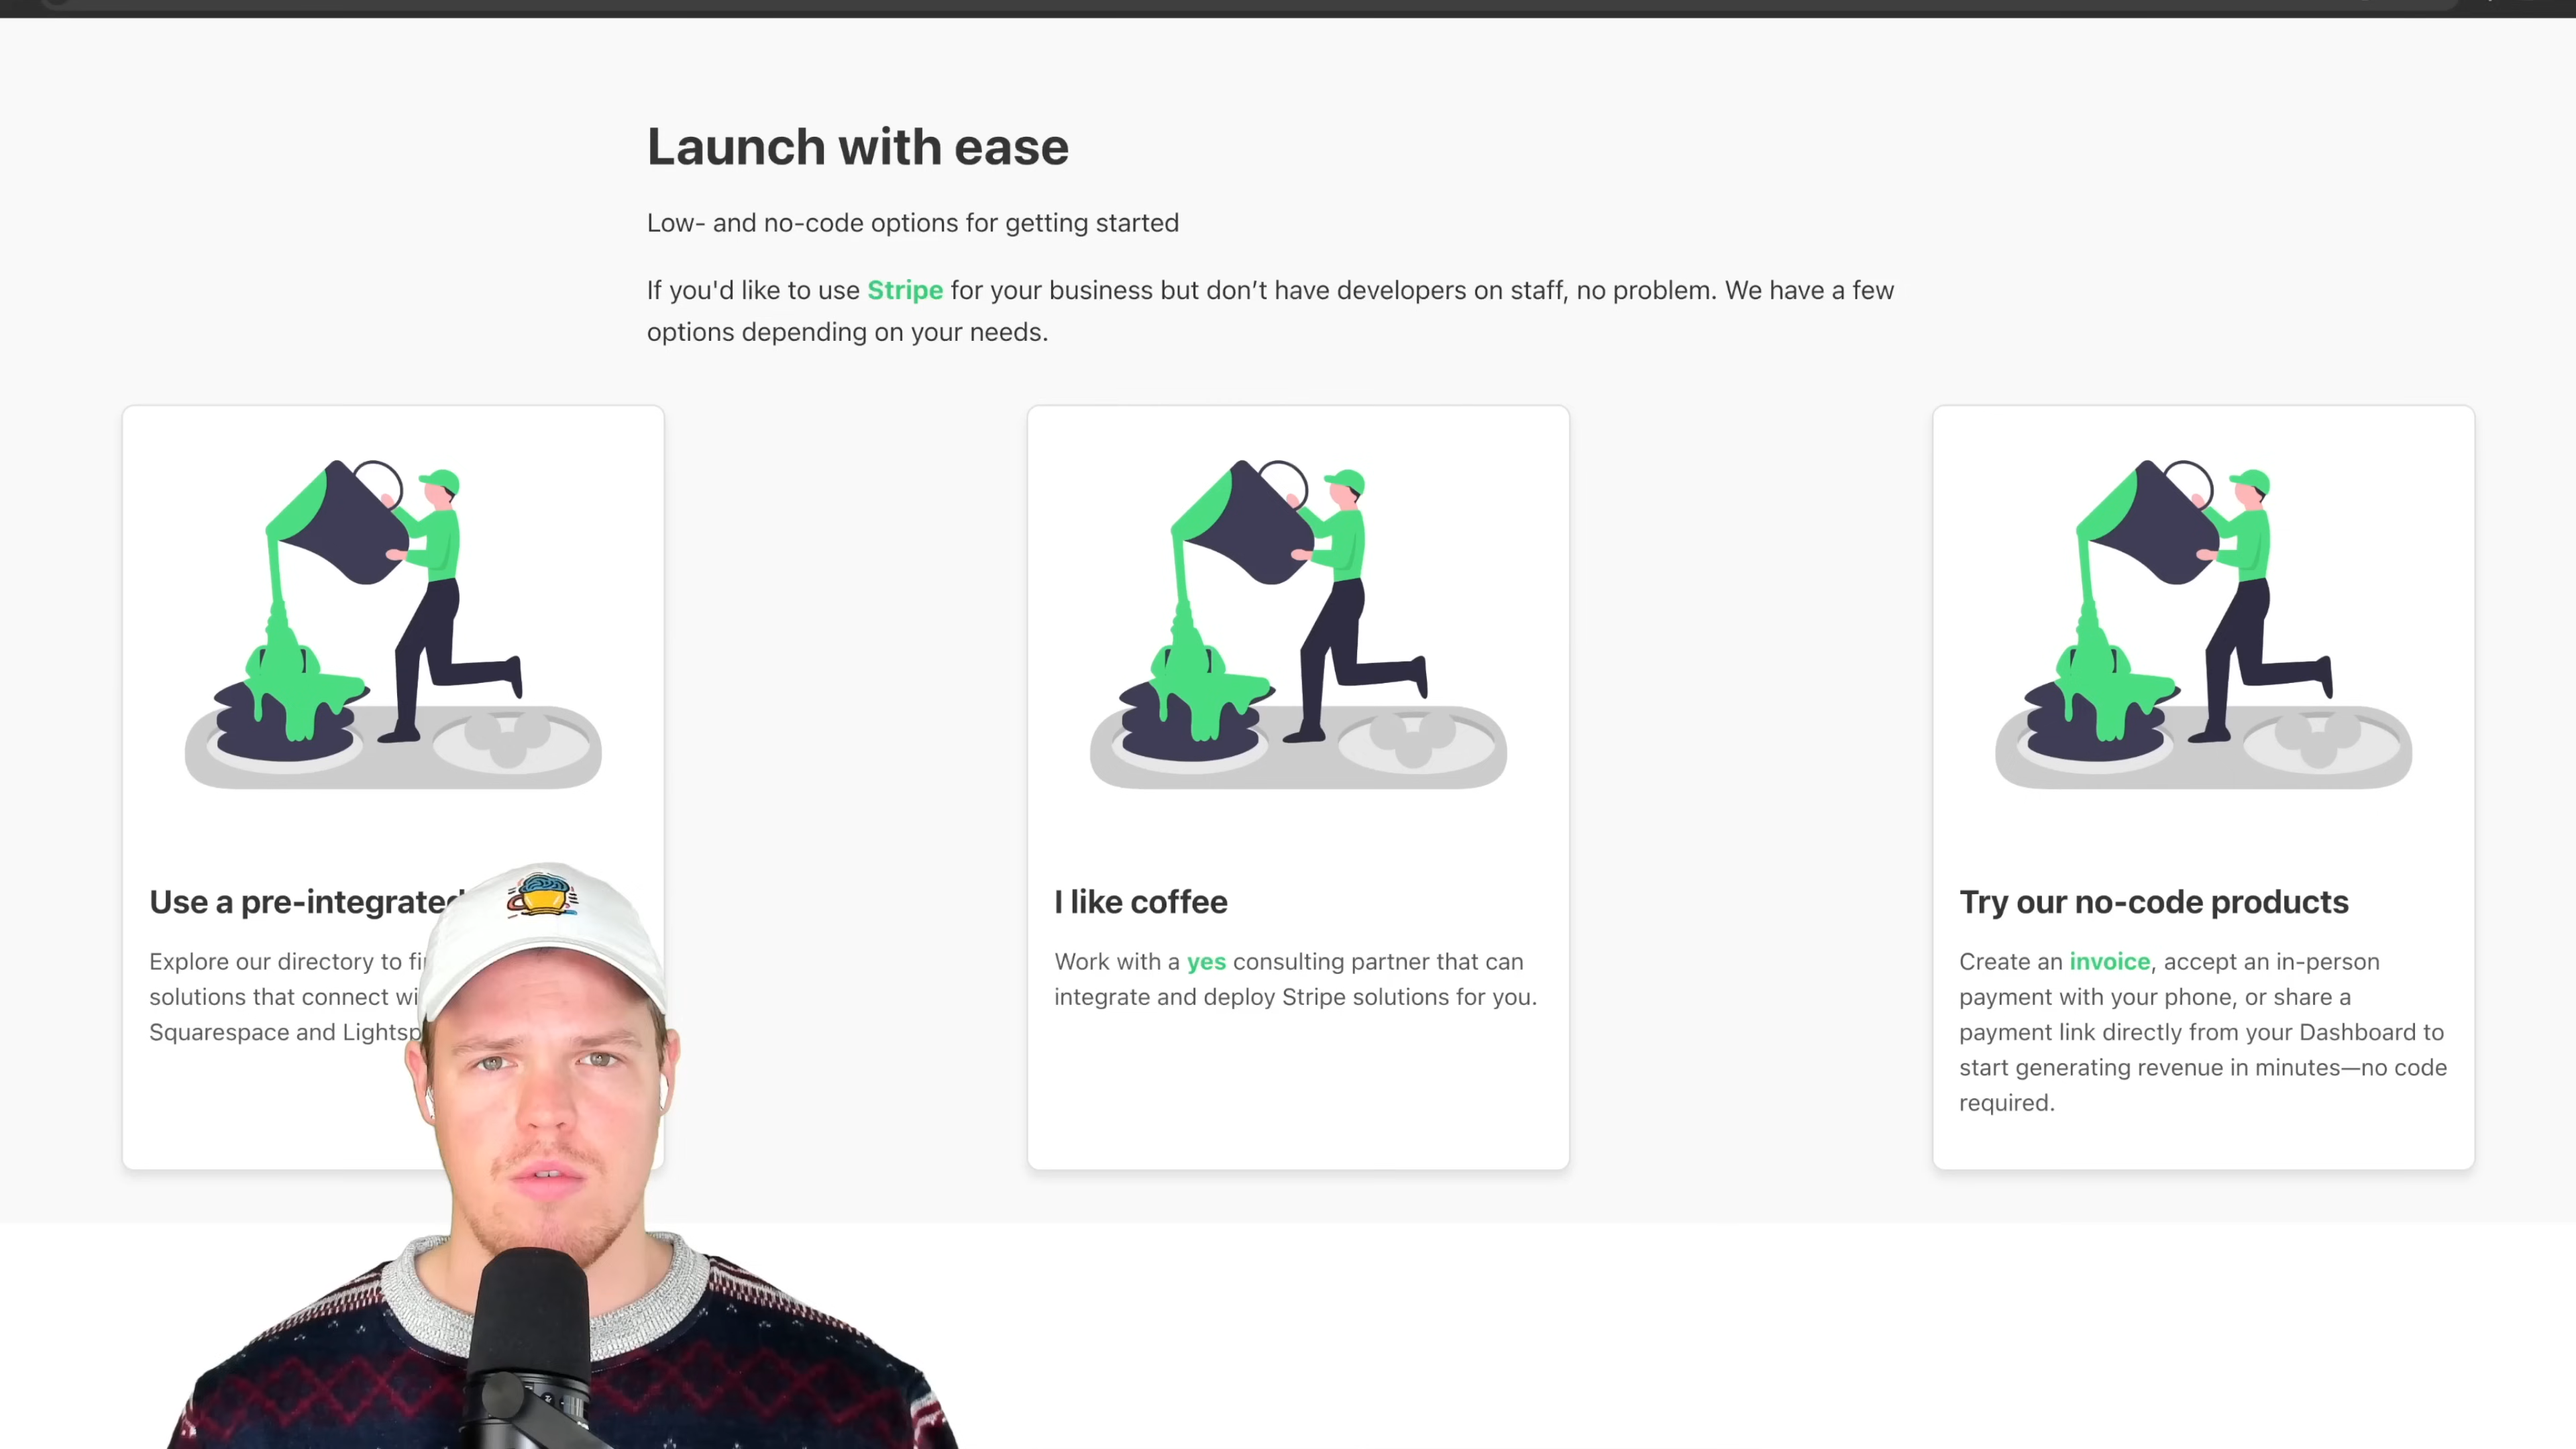 Launch with ease
Low- and no-code options for getting started
If you'd like to use Stripe for your business but don’t have developers on staff, no problem. We have a few
options depending on your needs.
Use a pre-integrated
Explore our directory to
solutions that connect
Squarespace and
I like coffee
Work with a yes consulting partner that can
integrate and deploy Stripe solutions for you.
Try our no-code products
Create an invoice, accept an in-person
payment with your phone, or share a
payment link directly from your Dashboard to
start generating revenue in minutes—no code
required.